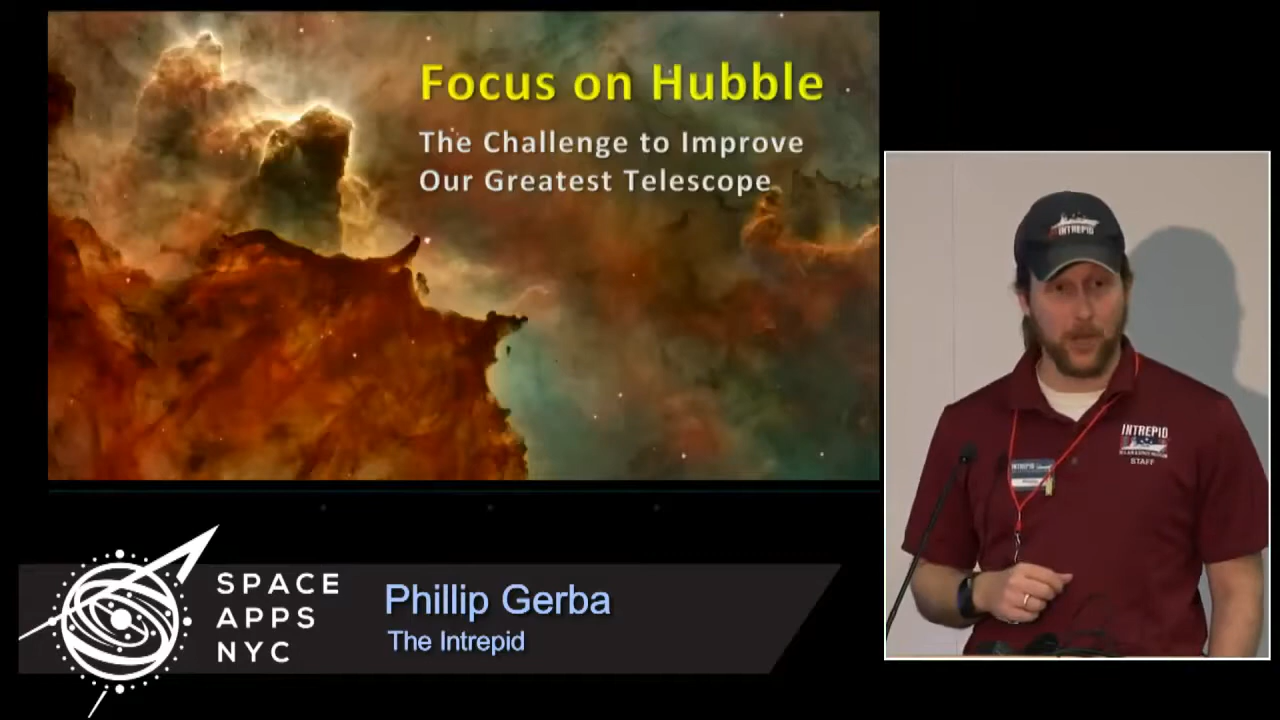 Focus on Hubble
The Challenge to Improve
Our Greatest Telescope
INTREPID
INTREPID
STAFF
INTREPID
SPACE
APPS
NYC
Phillip Gerba
The Intrepid